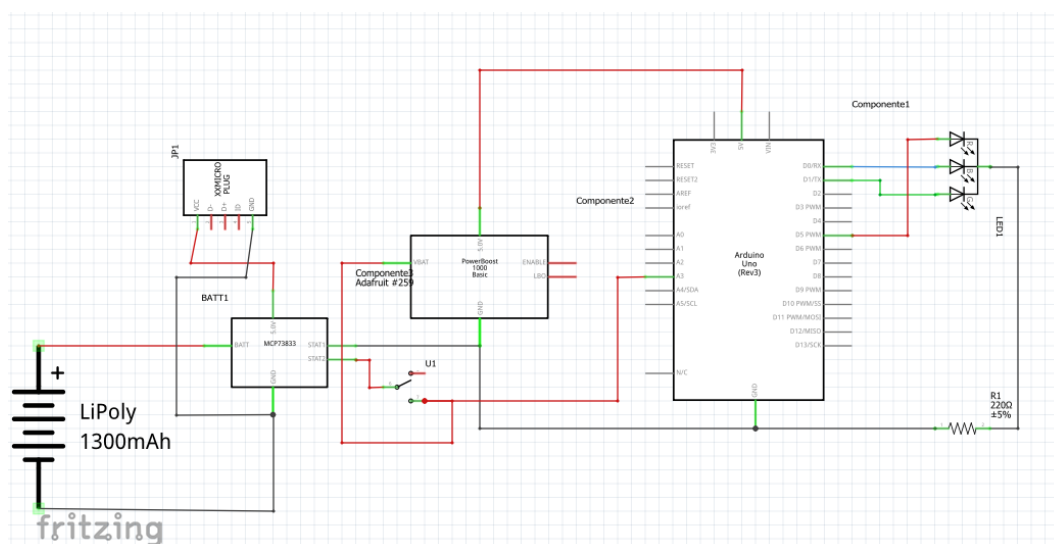 Componente1
JP1
XXMICRO
PLUG
VCC
D-
D+
ID
GND
3V3
5V
VIN
RESET
RESET2
AREF
ioref
A0
A1
A2
A3
A4/SDA
A5/SCL
N/C
D0/RX
D1/TX
D2
D3 PWM
D4
D5 PWM
D6 PWM
D7
D8
D9 PWM
D10 PWM/SS
D11 PWM/MOSI
D12/MISO
D13/SCK
GND
Arduino
Uno
(Rev3)
R
B
G
LED1
Componente2
5.0V
VBAT
PowerBoost
1000
Basic
ENABLE
LBO
GND
Componente3
Adafruit #259
BATT1
5.0V
BATT
MCP73833
STAT1
STAT2
GND
U1
+
LiPoly
1300mAh
R1
220Ω
±5%
fritzing